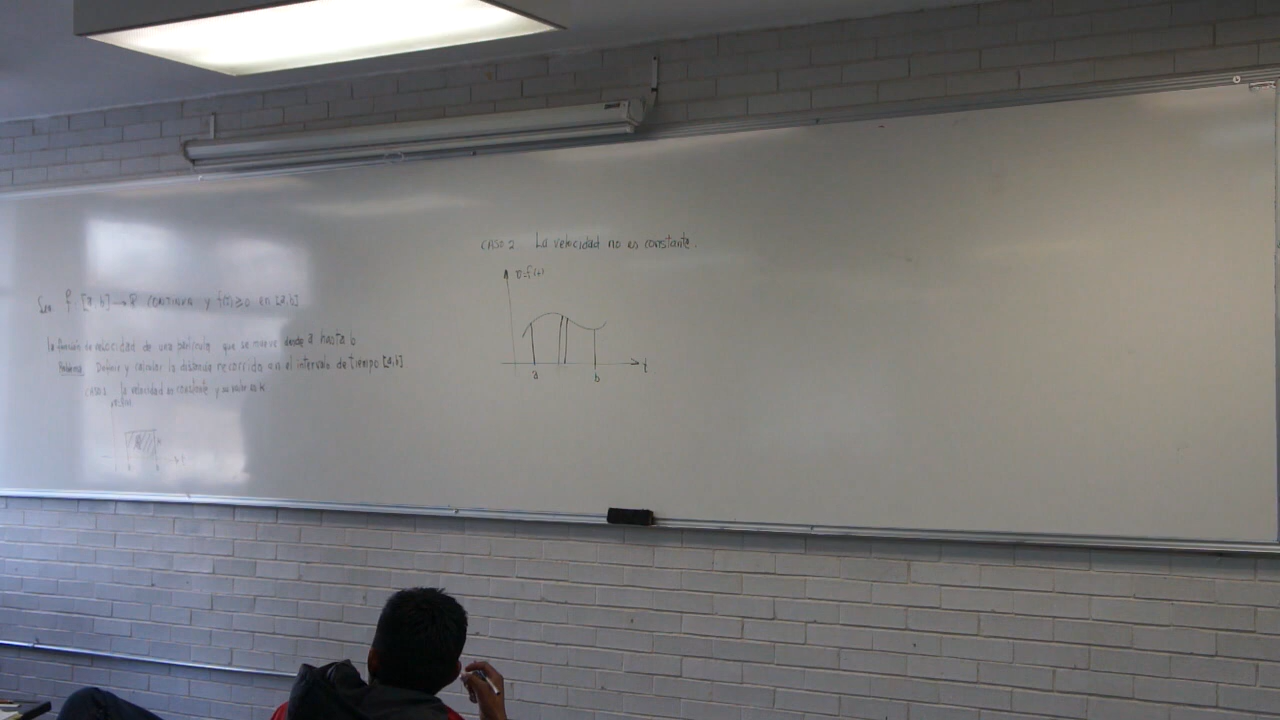 Sea f: [a, b] → R CONTINUA y f(t) ≥ 0 en [a, b]
la función de velocidad de una partícula que se mueve desde a hasta b
Problema Definir y calcular la distancia recorrida en el intervalo de tiempo [a, b]
CASO 1 la velocidad es constante y su valor es K
v=f(t)
K
t
CASO 2 La velocidad no es constante.
v=f(t)
a b t